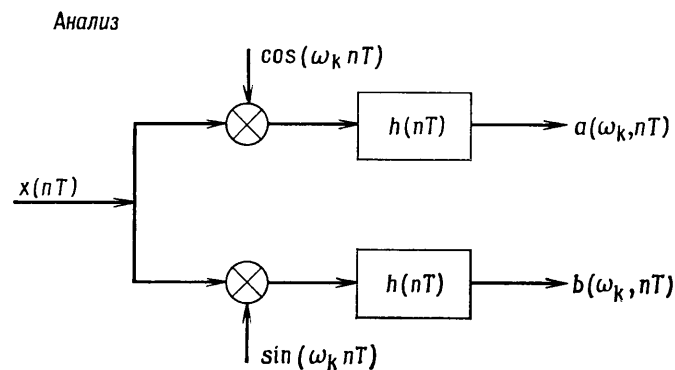 Анализ
cos(ω_k nT)
h(nT)
a(ω_k, nT)
x(nT)
h(nT)
b(ω_k, nT)
sin(ω_k nT)